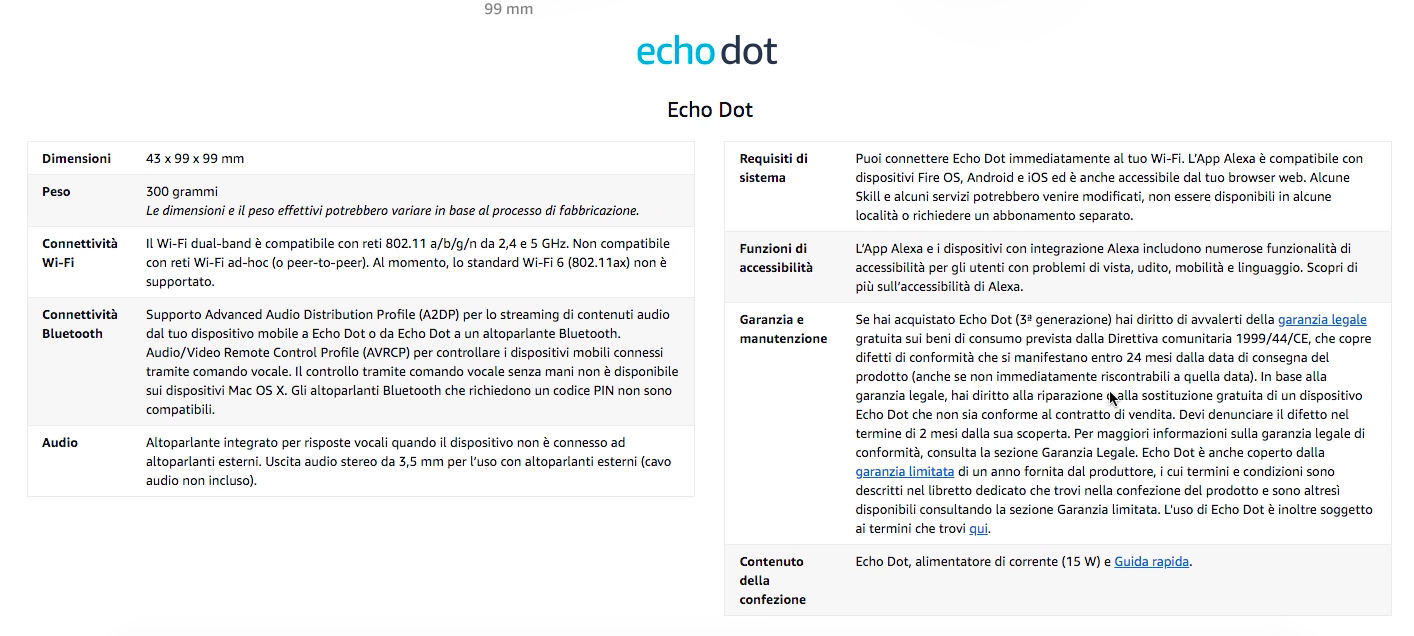 99 mm
echo dot
Echo Dot
Dimensioni
43 x 99 x 99 mm
Peso
300 grammi
Le dimensioni e il peso effettivi potrebbero variare in base al processo di fabbricazione.
Connettività
Wi-Fi
Il Wi-Fi dual-band è compatibile con reti 802.11 a/b/g/n da 2,4 e 5 GHz. Non compatibile
con reti Wi-Fi ad-hoc (o peer-to-peer). Al momento, lo standard Wi-Fi 6 (802.11ax) non è
supportato.
Connettività
Bluetooth
Supporto Advanced Audio Distribution Profile (A2DP) per lo streaming di contenuti audio
dal tuo dispositivo mobile a Echo Dot o da Echo Dot a un altoparlante Bluetooth.
Audio/Video Remote Control Profile (AVRCP) per controllare i dispositivi mobili connessi
tramite comando vocale. Il controllo tramite comando vocale senza mani non è disponibile
sui dispositivi Mac OS X. Gli altoparlanti Bluetooth che richiedono un codice PIN non sono
compatibili.
Audio
Altoparlante integrato per risposte vocali quando il dispositivo non è connesso ad
altoparlanti esterni. Uscita audio stereo da 3,5 mm per l'uso con altoparlanti esterni (cavo
audio non incluso).
Requisiti di
sistema
Puoi connettere Echo Dot immediatamente al tuo Wi-Fi. L'App Alexa è compatibile con
dispositivi Fire OS, Android e iOS ed è anche accessibile dal tuo browser web. Alcune
Skill e alcuni servizi potrebbero venire modificati, non essere disponibili in alcune
località o richiedere un abbonamento separato.
Funzioni di
accessibilità
L'App Alexa e i dispositivi con integrazione Alexa includono numerose funzionalità di
accessibilità per gli utenti con problemi di vista, udito, mobilità e linguaggio. Scopri di
più sull'accessibilità di Alexa.
Garanzia e
manutenzione
Se hai acquistato Echo Dot (3ª generazione) hai diritto di avvalerti della garanzia legale
gratuita sui beni di consumo prevista dalla Direttiva comunitaria 1999/44/CE, che copre
difetti di conformità che si manifestano entro 24 mesi dalla data di consegna del
prodotto (anche se non immediatamente riscontrabili a quella data). In base alla
garanzia legale, hai diritto alla riparazione o alla sostituzione gratuita di un dispositivo
Echo Dot che non sia conforme al contratto di vendita. Devi denunciare il difetto nel
termine di 2 mesi dalla sua scoperta. Per maggiori informazioni sulla garanzia legale di
conformità, consulta la sezione Garanzia Legale. Echo Dot è anche coperto dalla
garanzia limitata di un anno fornita dal produttore, i cui termini e condizioni sono
descritti nel libretto dedicato che trovi nella confezione del prodotto e sono altresì
disponibili consultando la sezione Garanzia limitata. L'uso di Echo Dot è inoltre soggetto
ai termini che trovi qui.
Contenuto
della
confezione
Echo Dot, alimentatore di corrente (15 W) e Guida rapida.